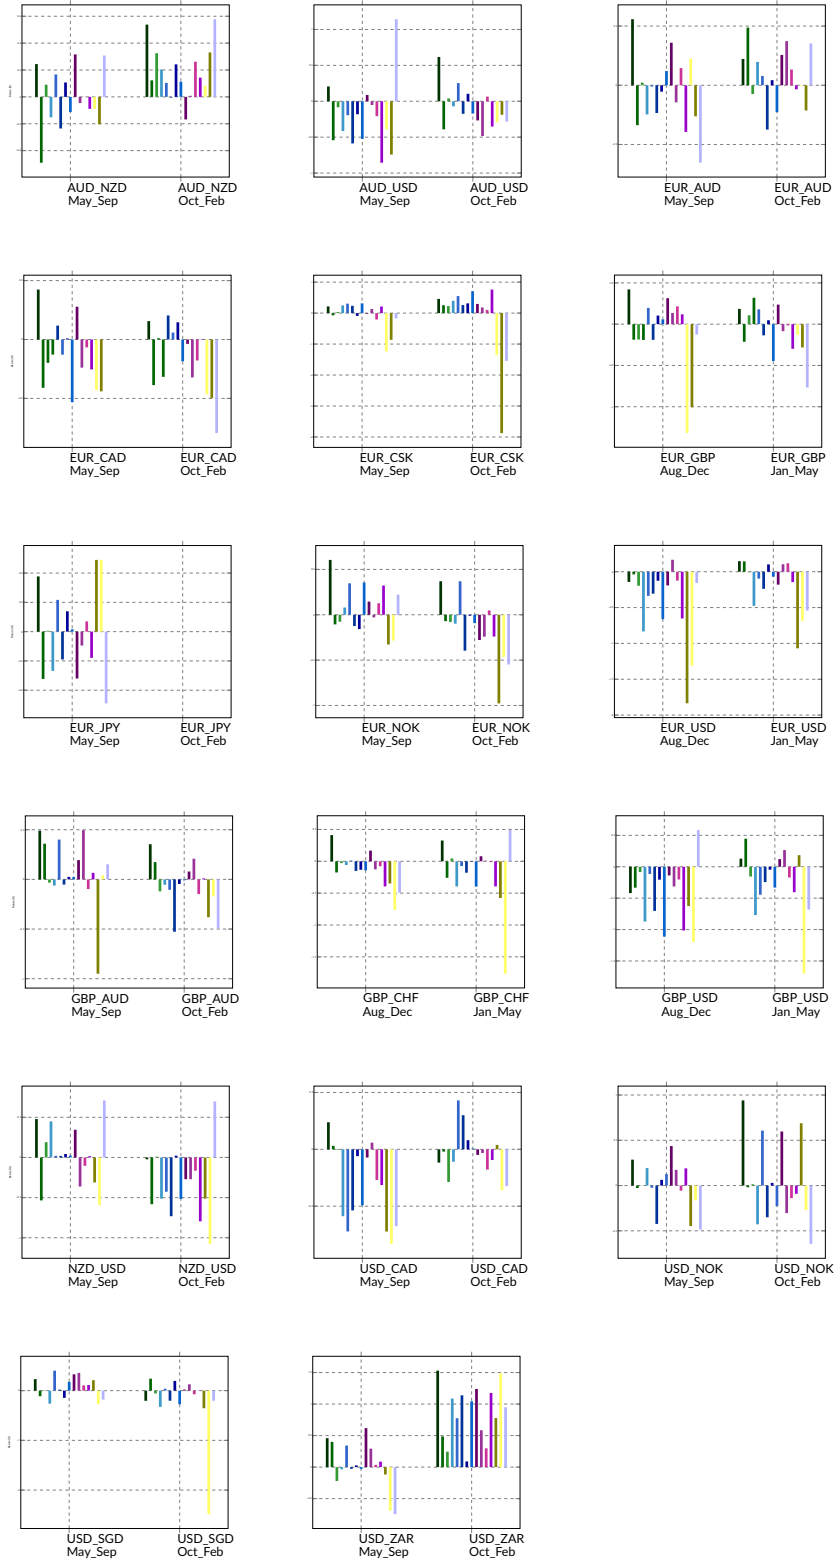 AUD_NZD AUD_NZD
May_Sep Oct_Feb
AUD_USD AUD_USD
May_Sep Oct_Feb
EUR_AUD EUR_AUD
May_Sep Oct_Feb
EUR_CAD EUR_CAD
May_Sep Oct_Feb
EUR_CSK EUR_CSK
May_Sep Oct_Feb
EUR_GBP EUR_GBP
Aug_Dec Jan_May
EUR_JPY EUR_JPY
May_Sep Oct_Feb
EUR_NOK EUR_NOK
May_Sep Oct_Feb
EUR_USD EUR_USD
Aug_Dec Jan_May
GBP_AUD GBP_AUD
May_Sep Oct_Feb
GBP_CHF GBP_CHF
Aug_Dec Jan_May
GBP_USD GBP_USD
Aug_Dec Jan_May
NZD_USD NZD_USD
May_Sep Oct_Feb
USD_CAD USD_CAD
May_Sep Oct_Feb
USD_NOK USD_NOK
May_Sep Oct_Feb
USD_SGD USD_SGD
May_Sep Oct_Feb
USD_ZAR USD_ZAR
May_Sep Oct_Feb